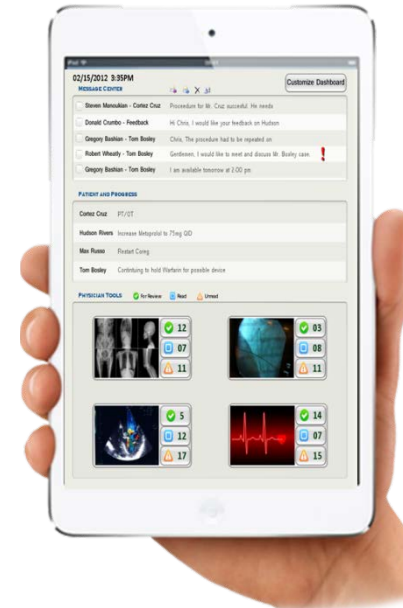 iPad
02/15/2012 3:35PM
Customize Dashboard
MESSAGE CENTER
Steven Manoukian - Cortez Cruz Proceedure for Mr. Cruz succesful. He needs
Donald Crumbo - Feedback Hi Chris, I would like your feedback on Hudson
Gregory Bashian - Tom Bosley Chris, The procedure had to be repeated on
Robert Wheatly - Tom Bosley Gentlemen, I would like to meet and discuss Mr. Bosley case. !
Gregory Bashian - Tom Bosley I am available tomorrow at 2:00 pm
PATIENT AND PROGRESS
Cortez Cruz PT/OT
Hudson Rivers Increase Metoprolol to 75mg QID
Max Russo Restart Coreg
Tom Bosley Continuing to hold Warfarin for possible device
PHYSICIAN TOOLS For Review Read Unread
12
07
11
03
08
11
5
12
17
14
07
15